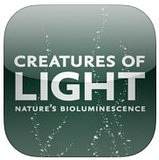 CREATURES OF
LIGHT
NATURE'S BIOLUMINESCENCE